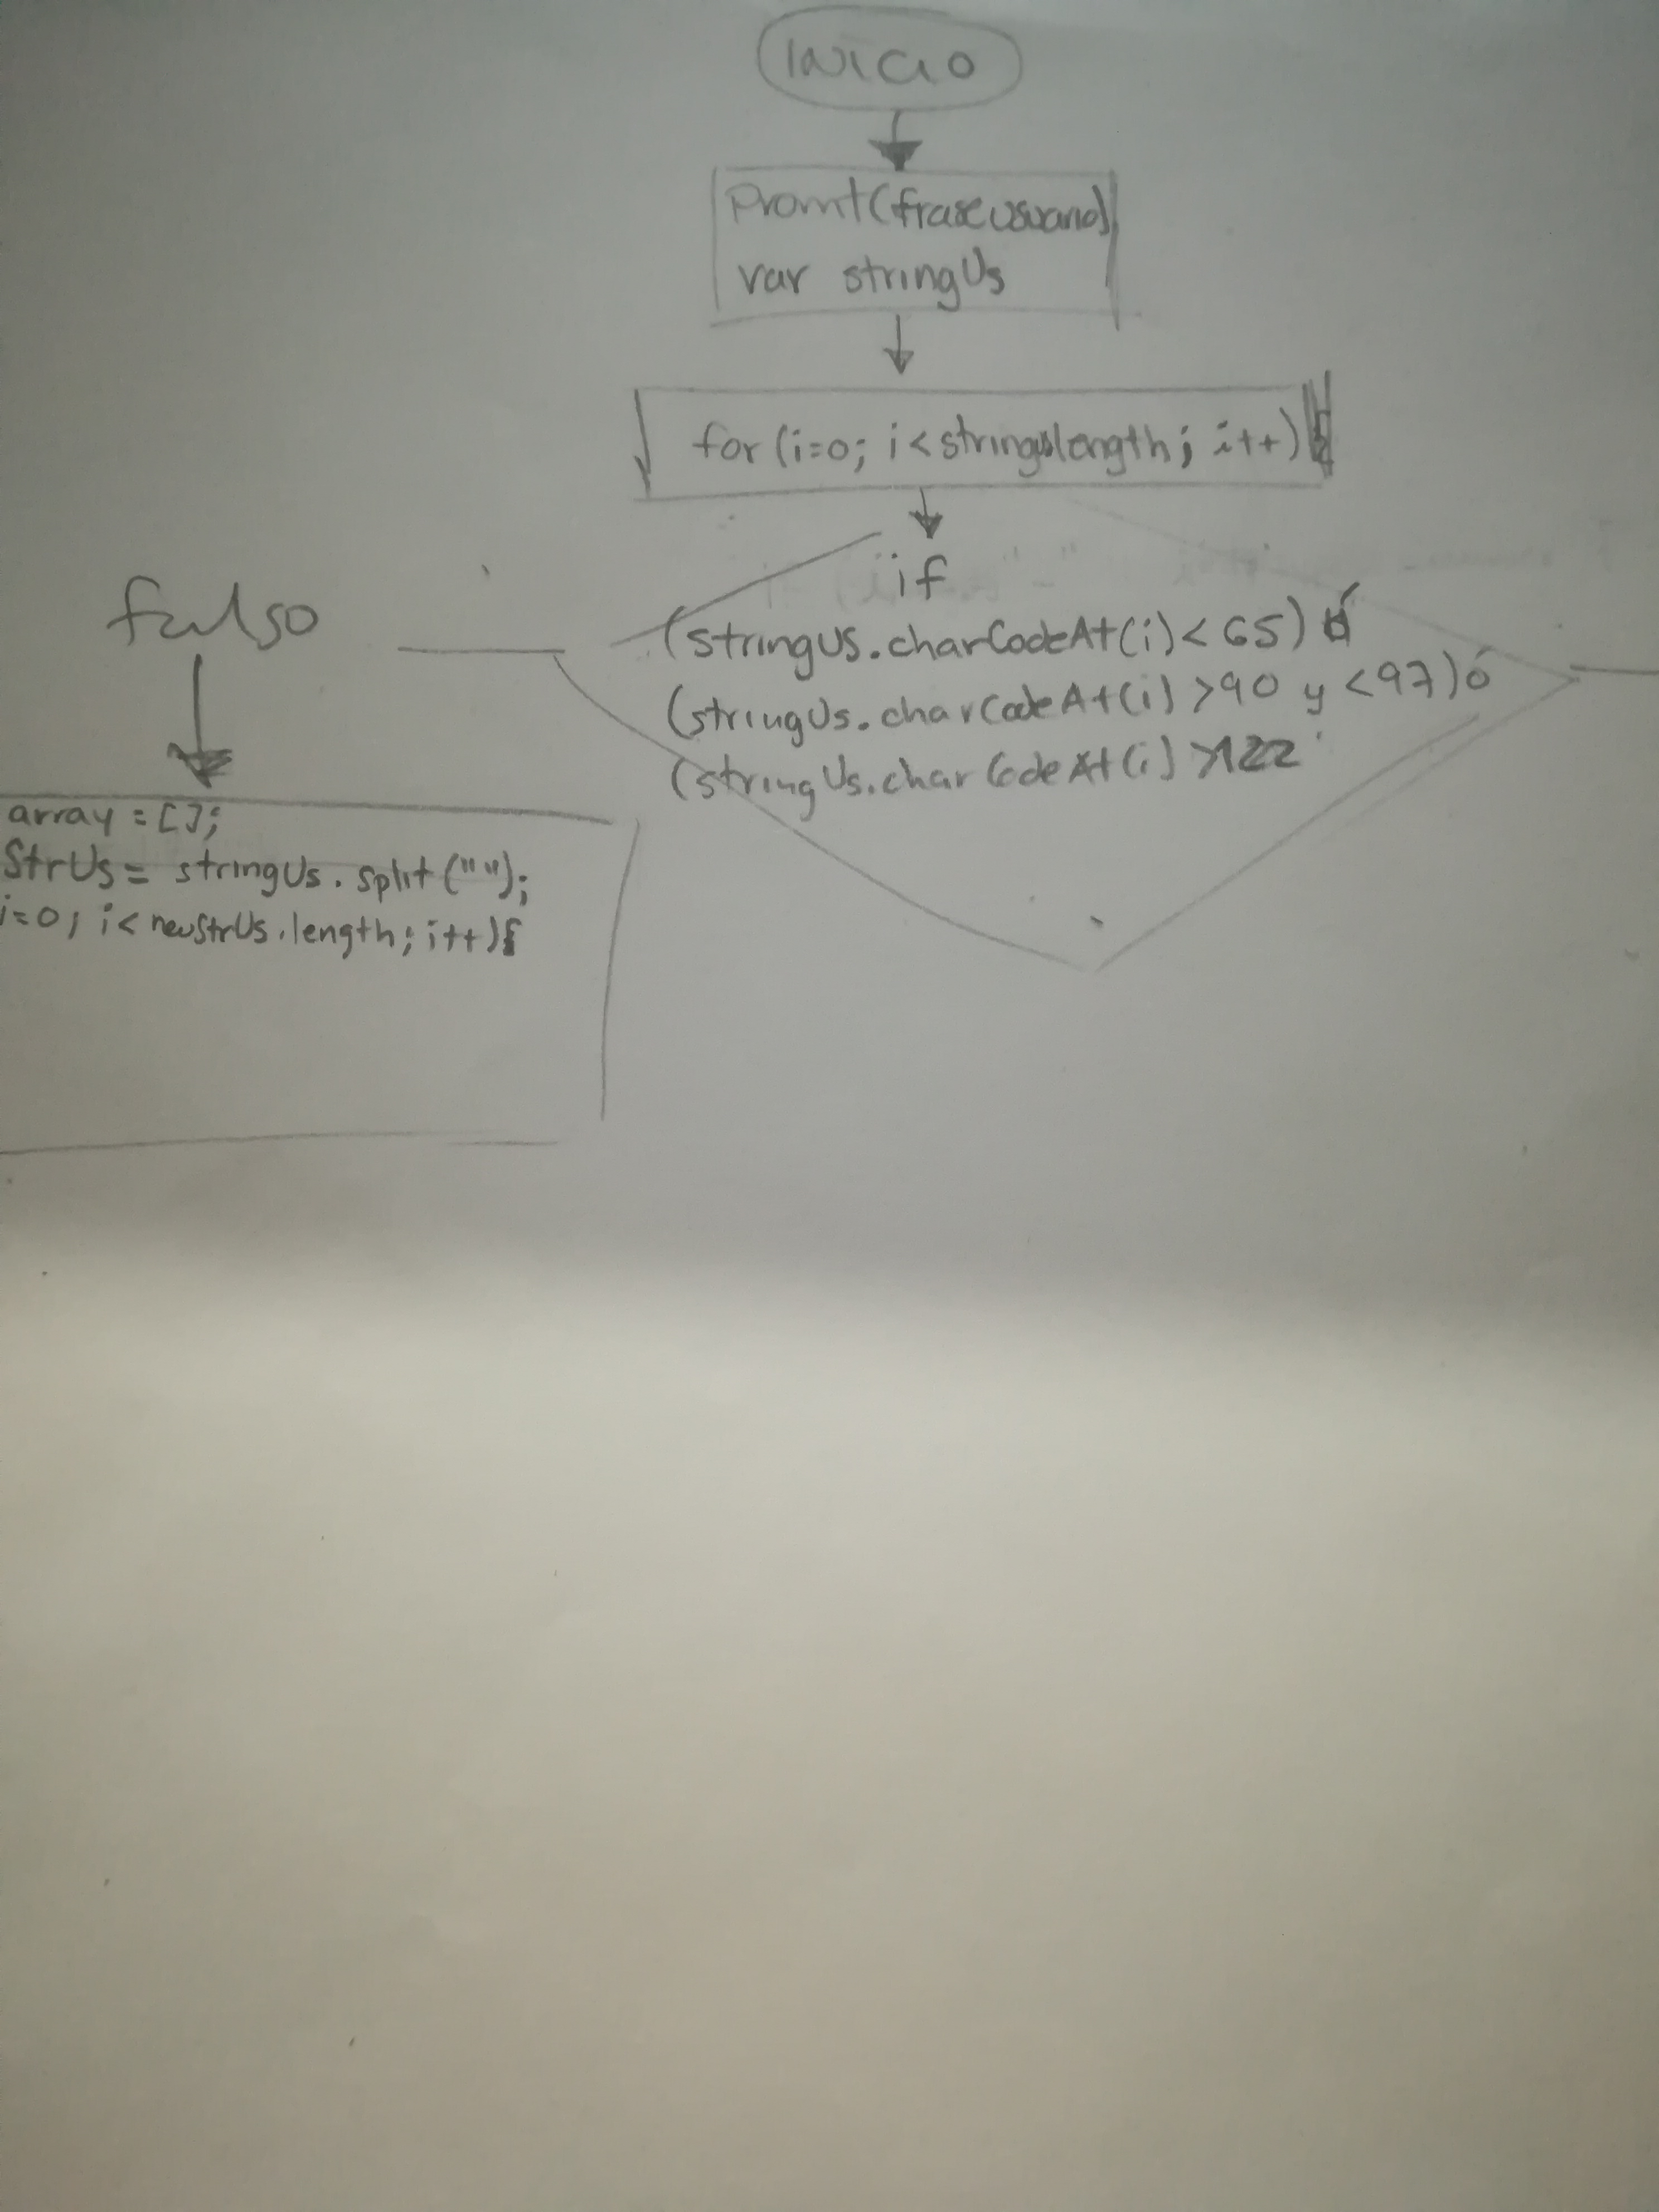 INICIO
Promt(frase usuario)
var stringUs
for (i=0; i<stringuslength; i++)
if
(stringUS.charCodeAt(i)<65) ó
(stringUs.charCodeAt(i)>90 y <97) ó
(stringUs.charCodeAt(i)>122
falso
array=[];
StrUs = stringUs.split("");
i=0; i<newStrUs.length; i++){